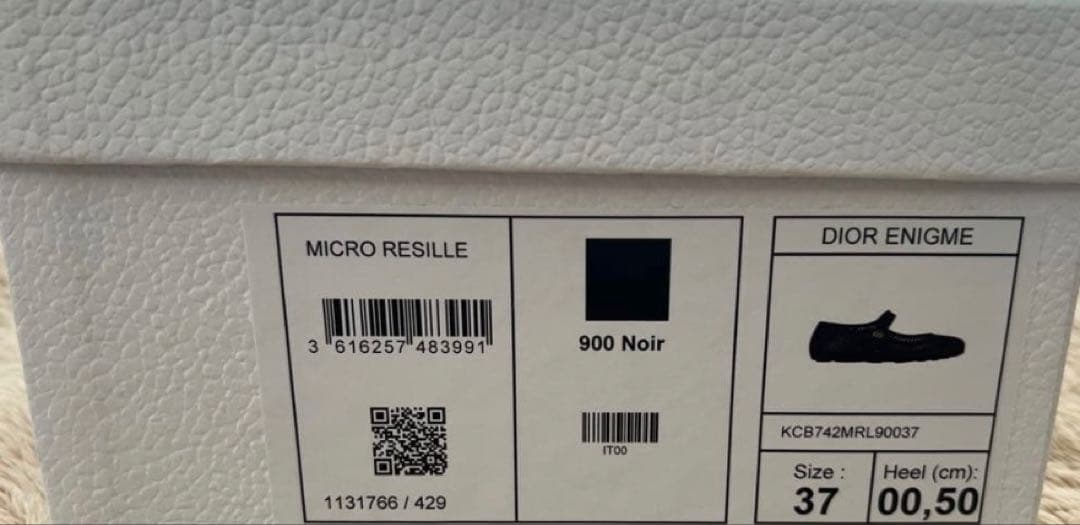 MICRO RESILLE
3 616257 483991
1131766 / 429
900 Noir
IT00
DIOR ENIGME
KCB742MRL90037
Size :
37
Heel (cm):
00,50